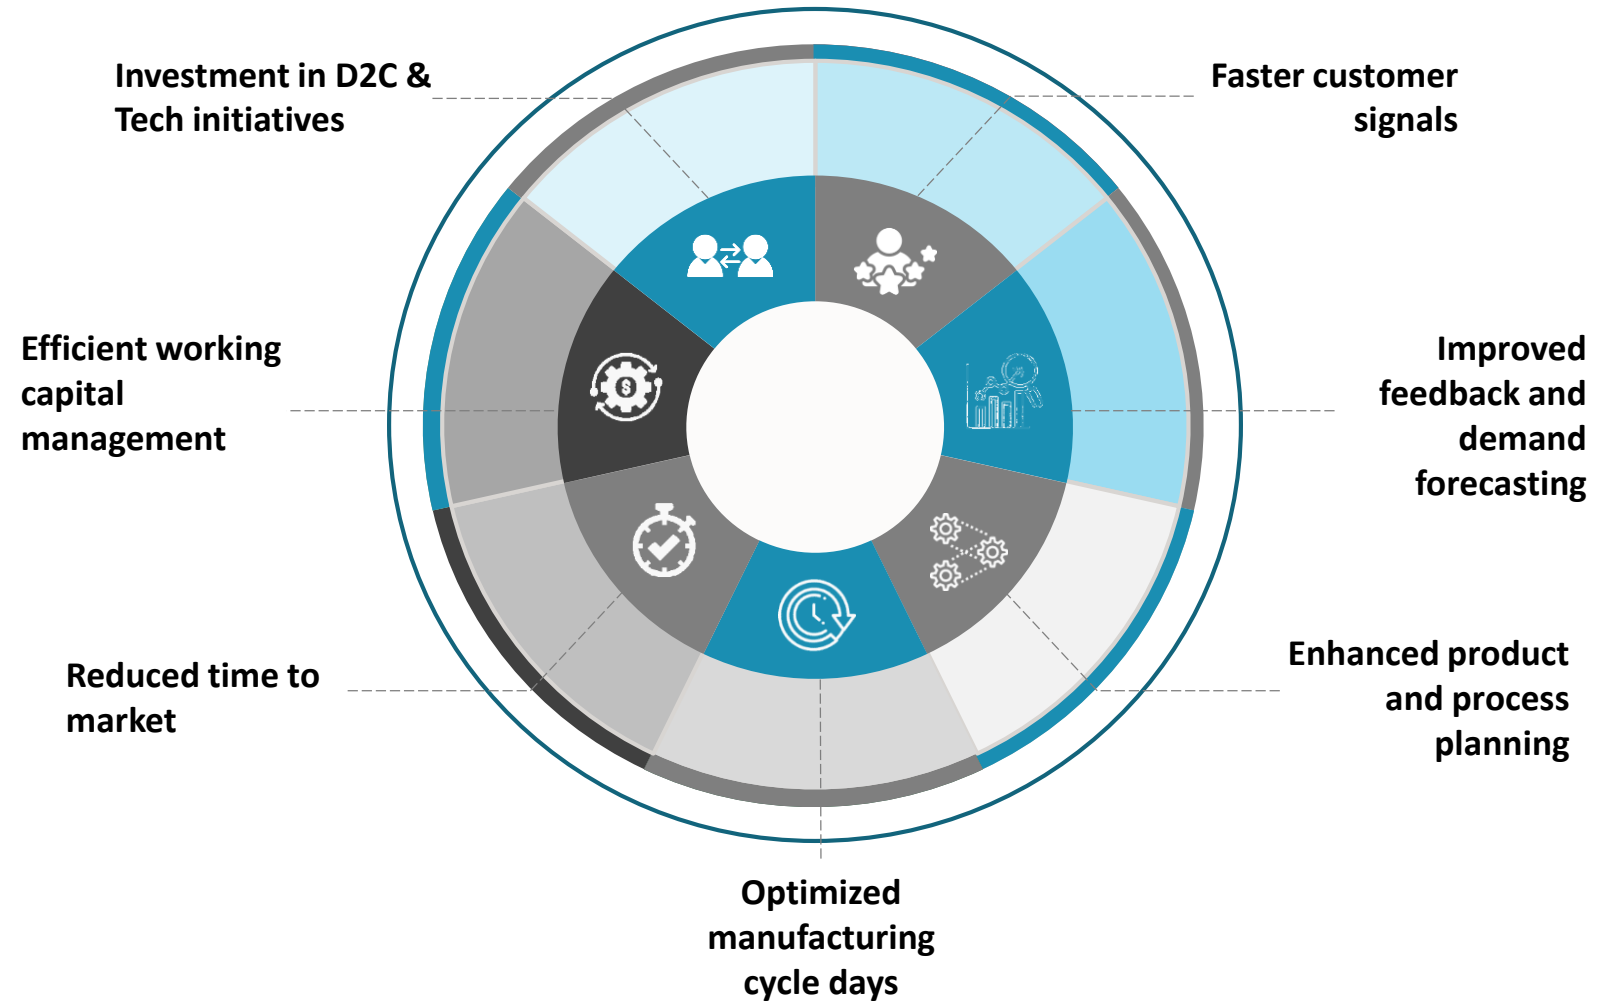 Investment in D2C &
Tech initiatives
Faster customer
signals
Efficient working
capital
management
Improved
feedback and
demand
forecasting
Reduced time to
market
Enhanced product
and process
planning
Optimized
manufacturing
cycle days